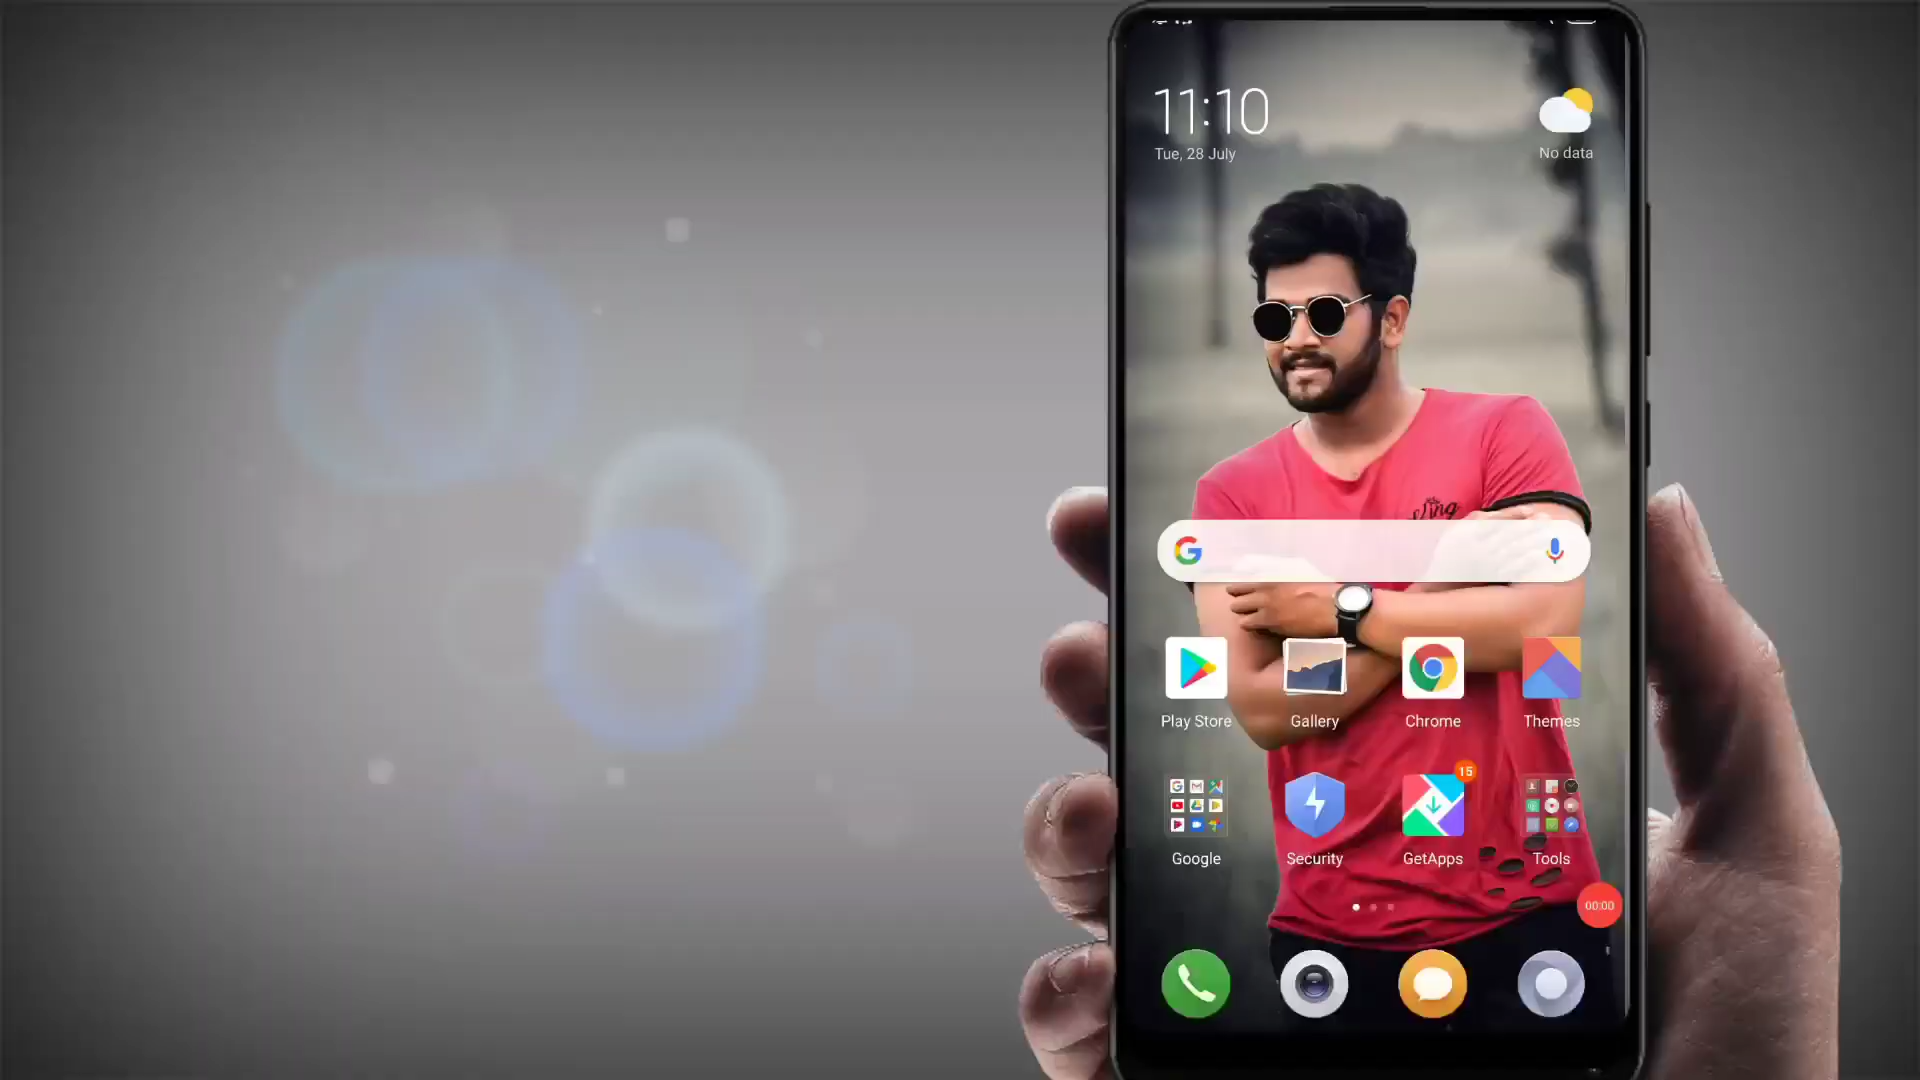 11:10
Tue, 28 July
No data
King
Play Store
Gallery
Chrome
Themes
15
Google
Security
GetApps
Tools
00:00